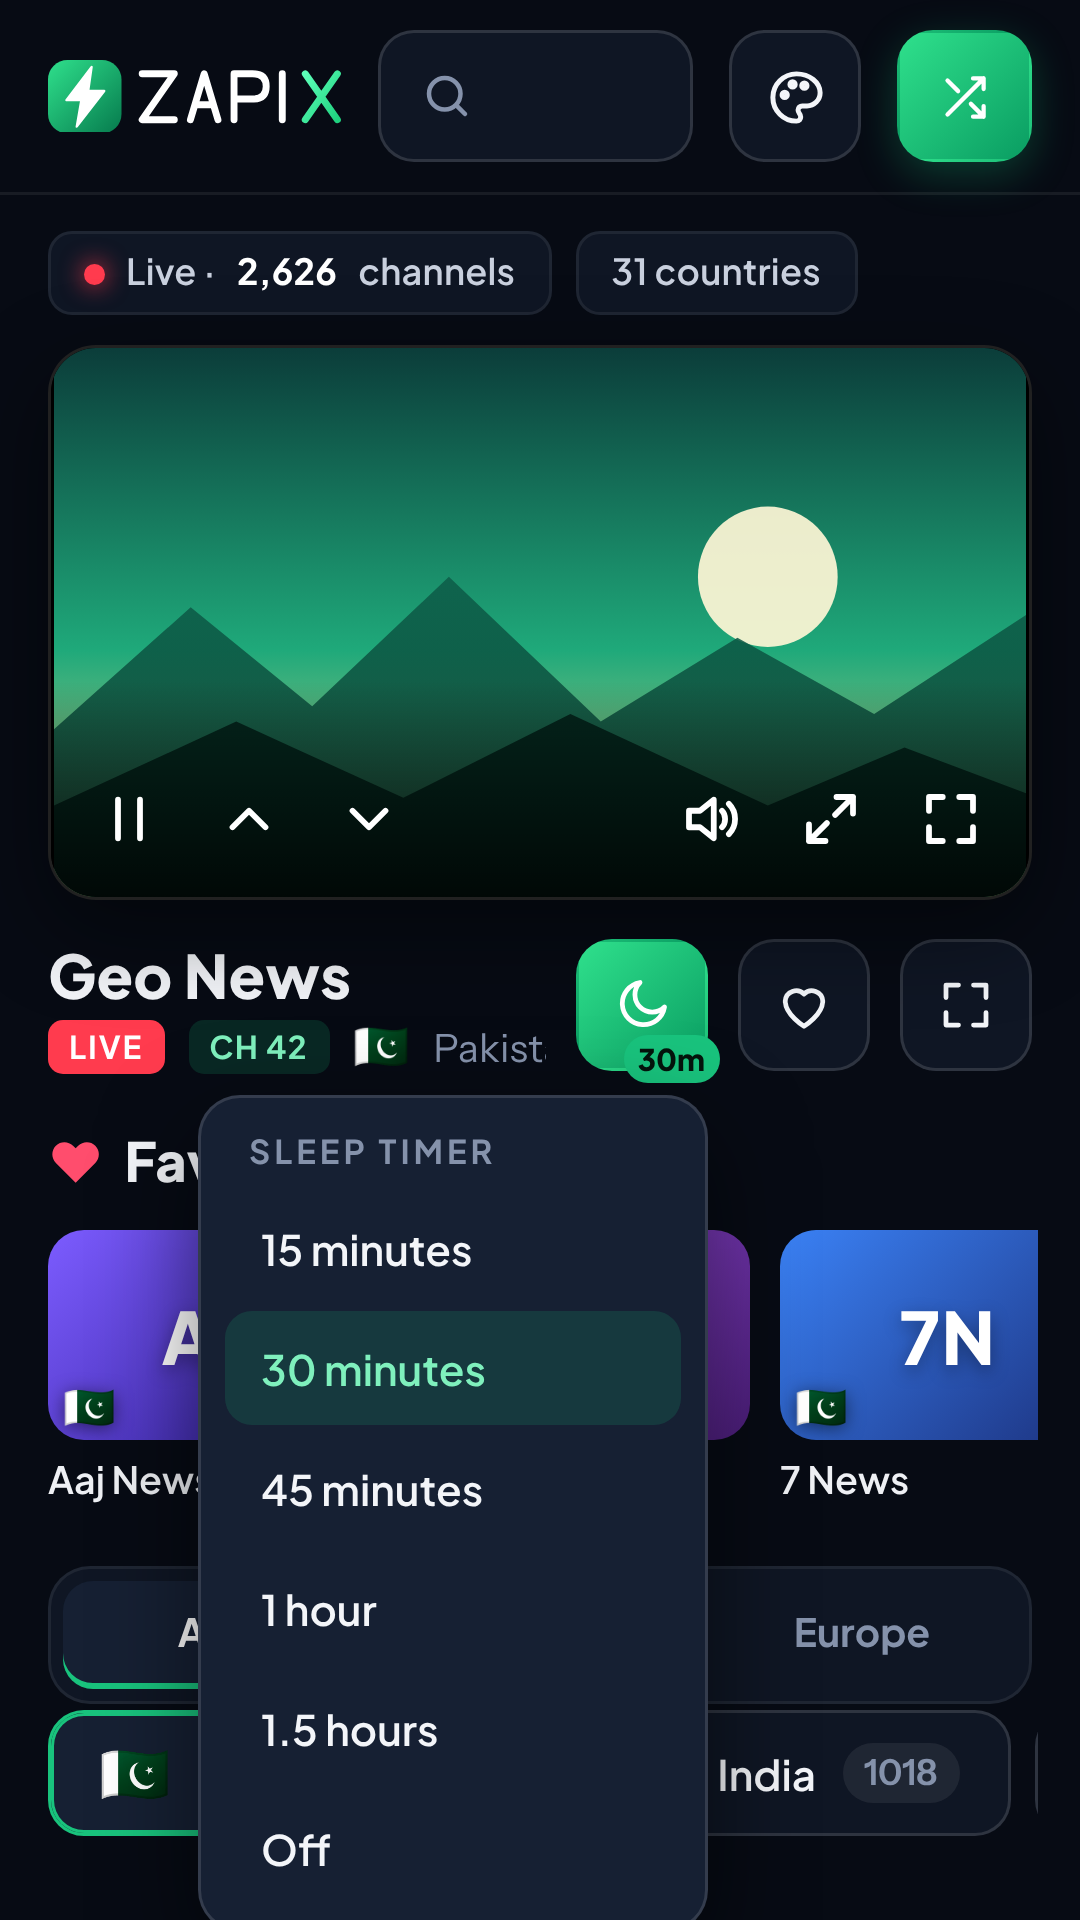 ZAPIX
Live · 2,626 channels
31 countries
Geo News
LIVE
CH 42
30m
SLEEP TIMER
15 minutes
30 minutes
45 minutes
1 hour
1.5 hours
Off
7N
Aaj News
7 News
Europe
India 1018